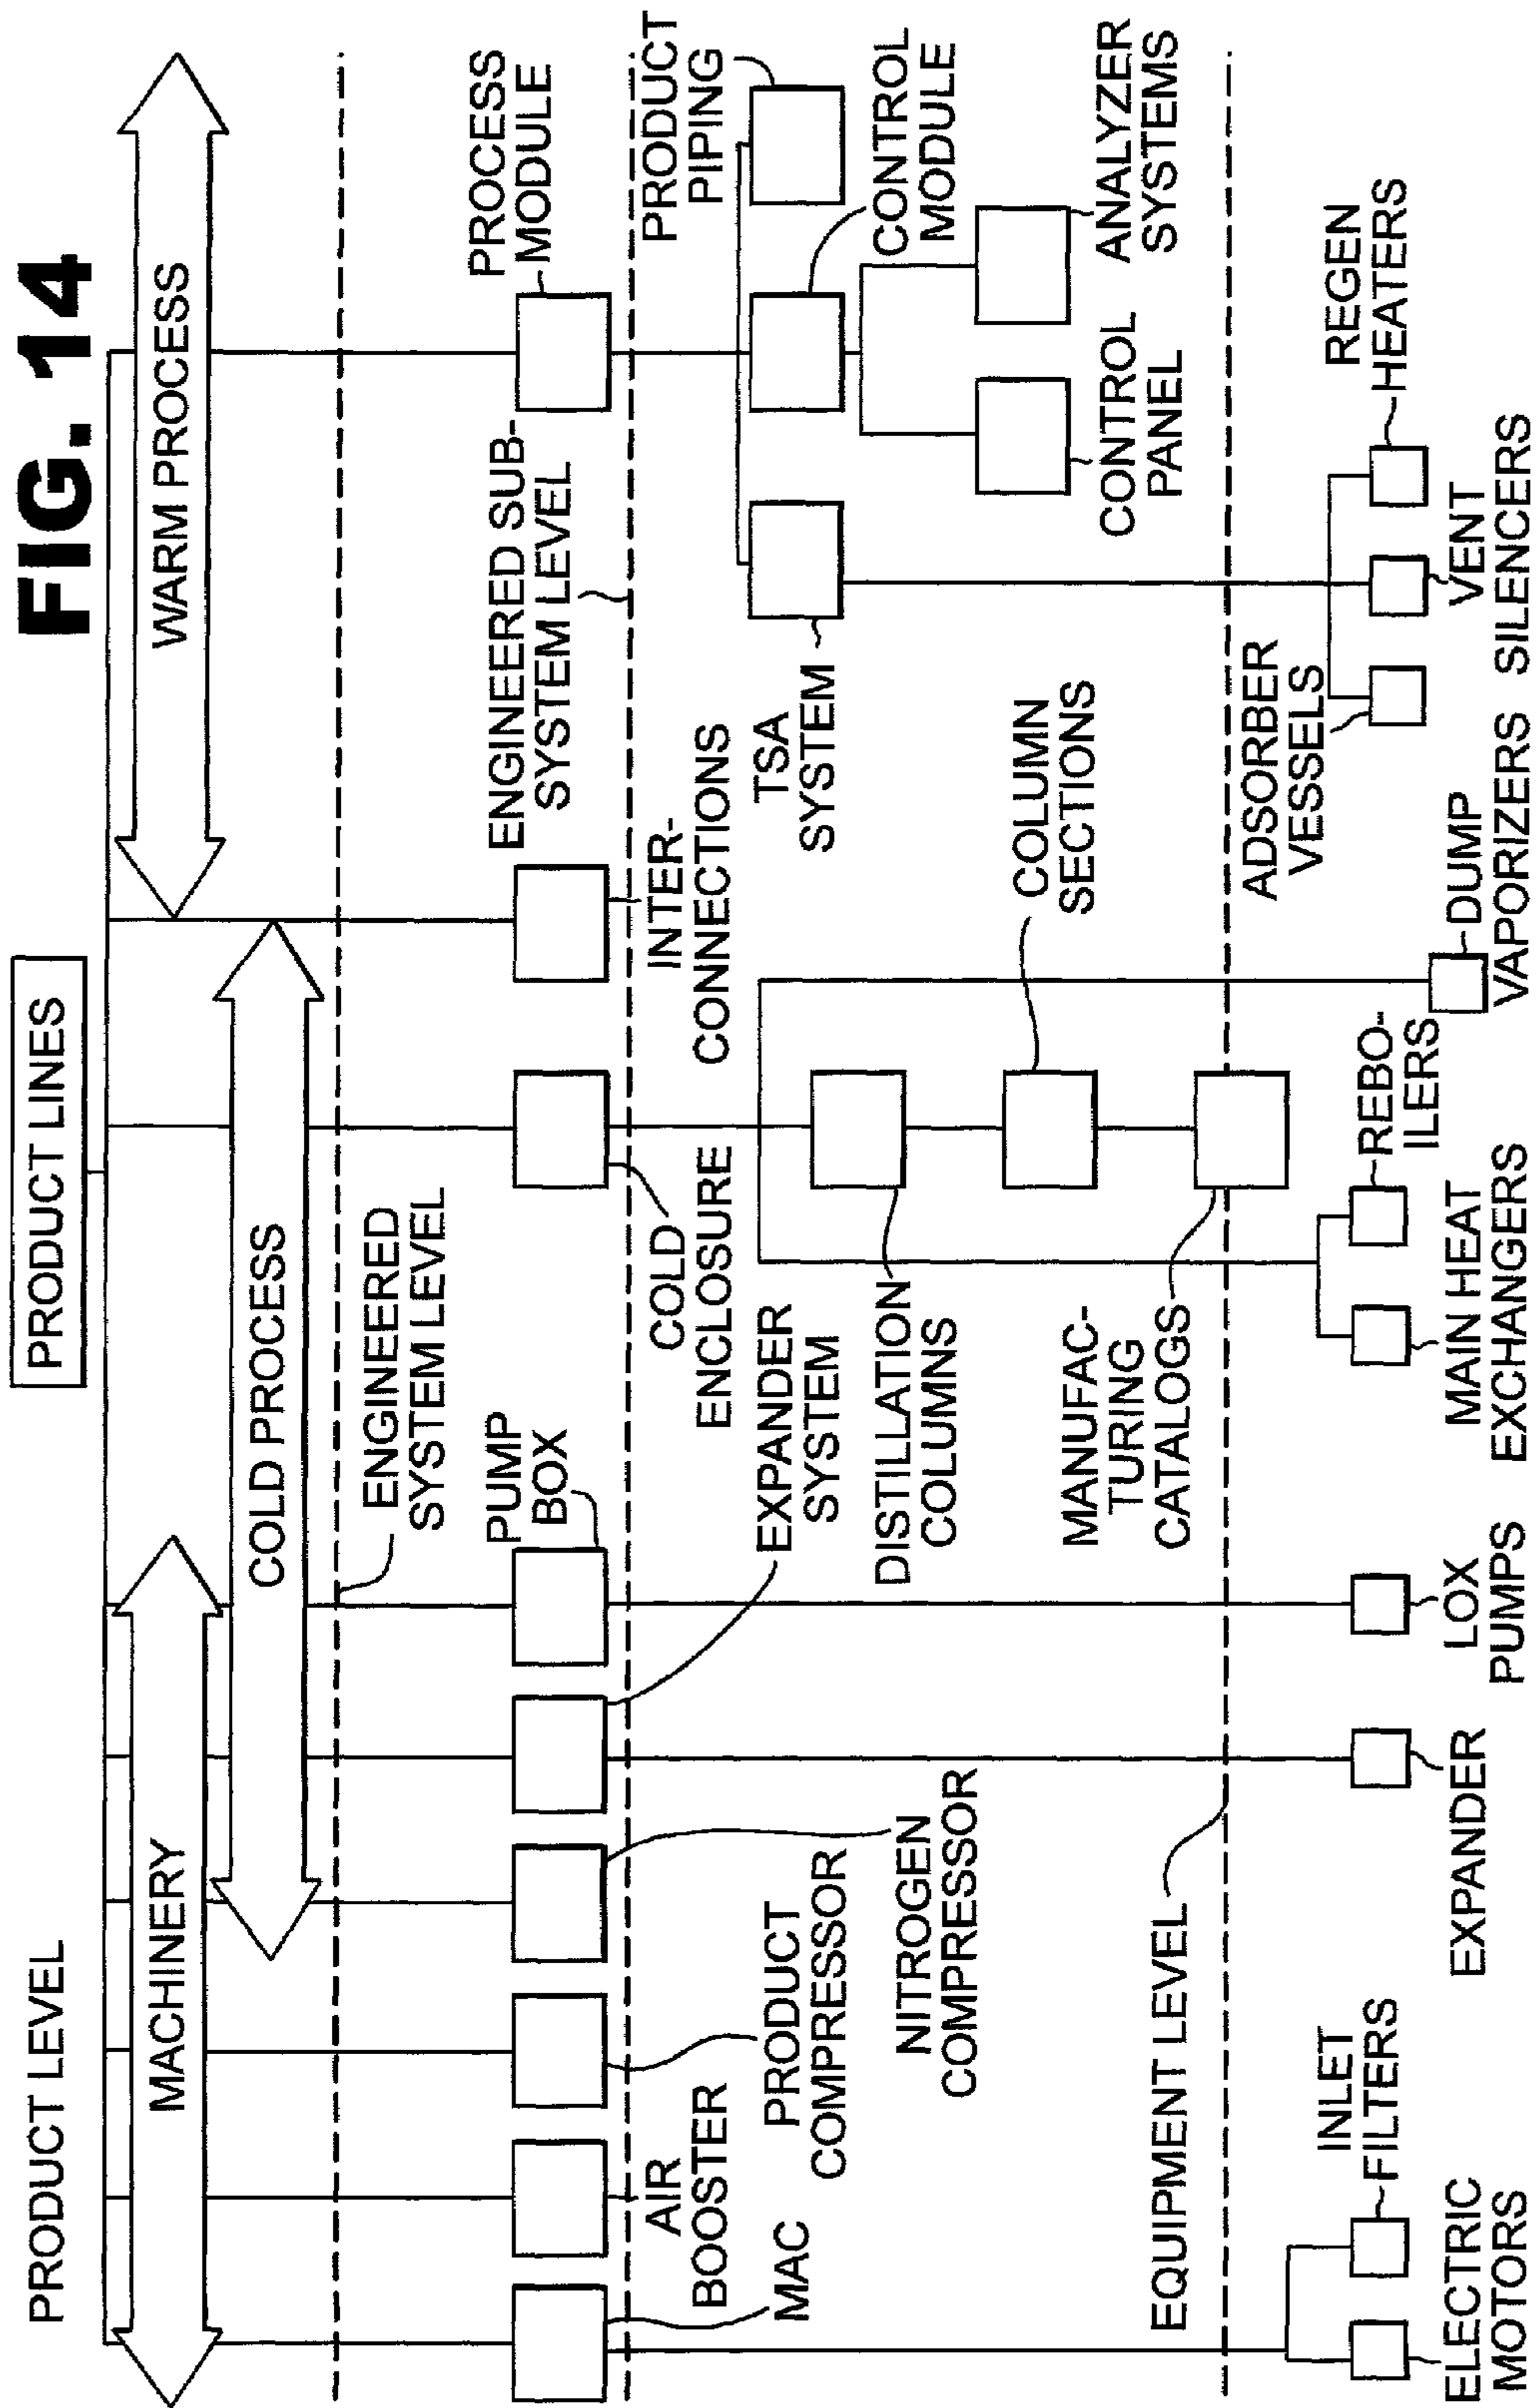 FIG. 14
PRODUCT LINES
PRODUCT LEVEL
MACHINERY
COLD PROCESS
WARM PROCESS
ENGINEERED
SYSTEM LEVEL
PUMP
BOX
ENGINEERED SUB-
SYSTEM LEVEL
PROCESS
MODULE
MAC
AIR
BOOSTER
PRODUCT
COMPRESSOR
NITROGEN
COMPRESSOR
EXPANDER
SYSTEM
COLD
ENCLOSURE
INTER-
CONNECTIONS
TSA
SYSTEM
PRODUCT
PIPING
CONTROL
MODULE
DISTILLATION
COLUMNS
COLUMN
SECTIONS
MANUFAC-
TURING
CATALOGS
CONTROL
PANEL
ANALYZER
SYSTEMS
EQUIPMENT LEVEL
ELECTRIC
MOTORS
INLET
FILTERS
EXPANDER
LOX
PUMPS
MAIN HEAT
EXCHANGERS
REBO-
ILERS
DUMP
VAPORIZERS
ADSORBER
VESSELS
VENT
SILENCERS
REGEN
HEATERS